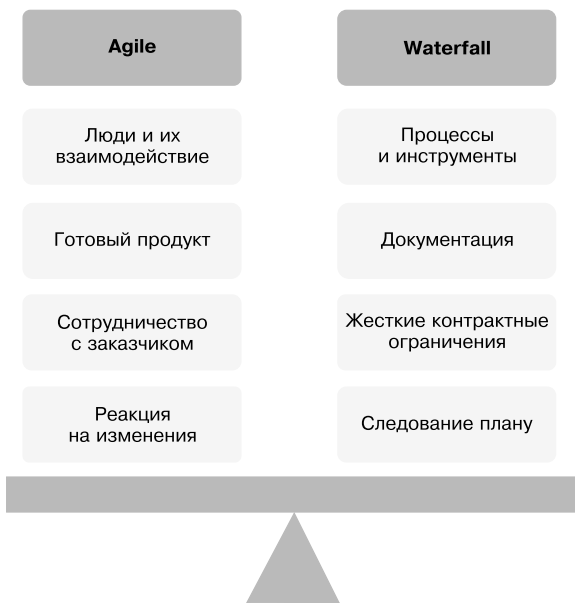 Agile
Waterfall
Люди и их
взаимодействие
Процессы
и инструменты
Готовый продукт
Документация
Сотрудничество
с заказчиком
Жесткие контрактные
ограничения
Реакция
на изменения
Следование плану